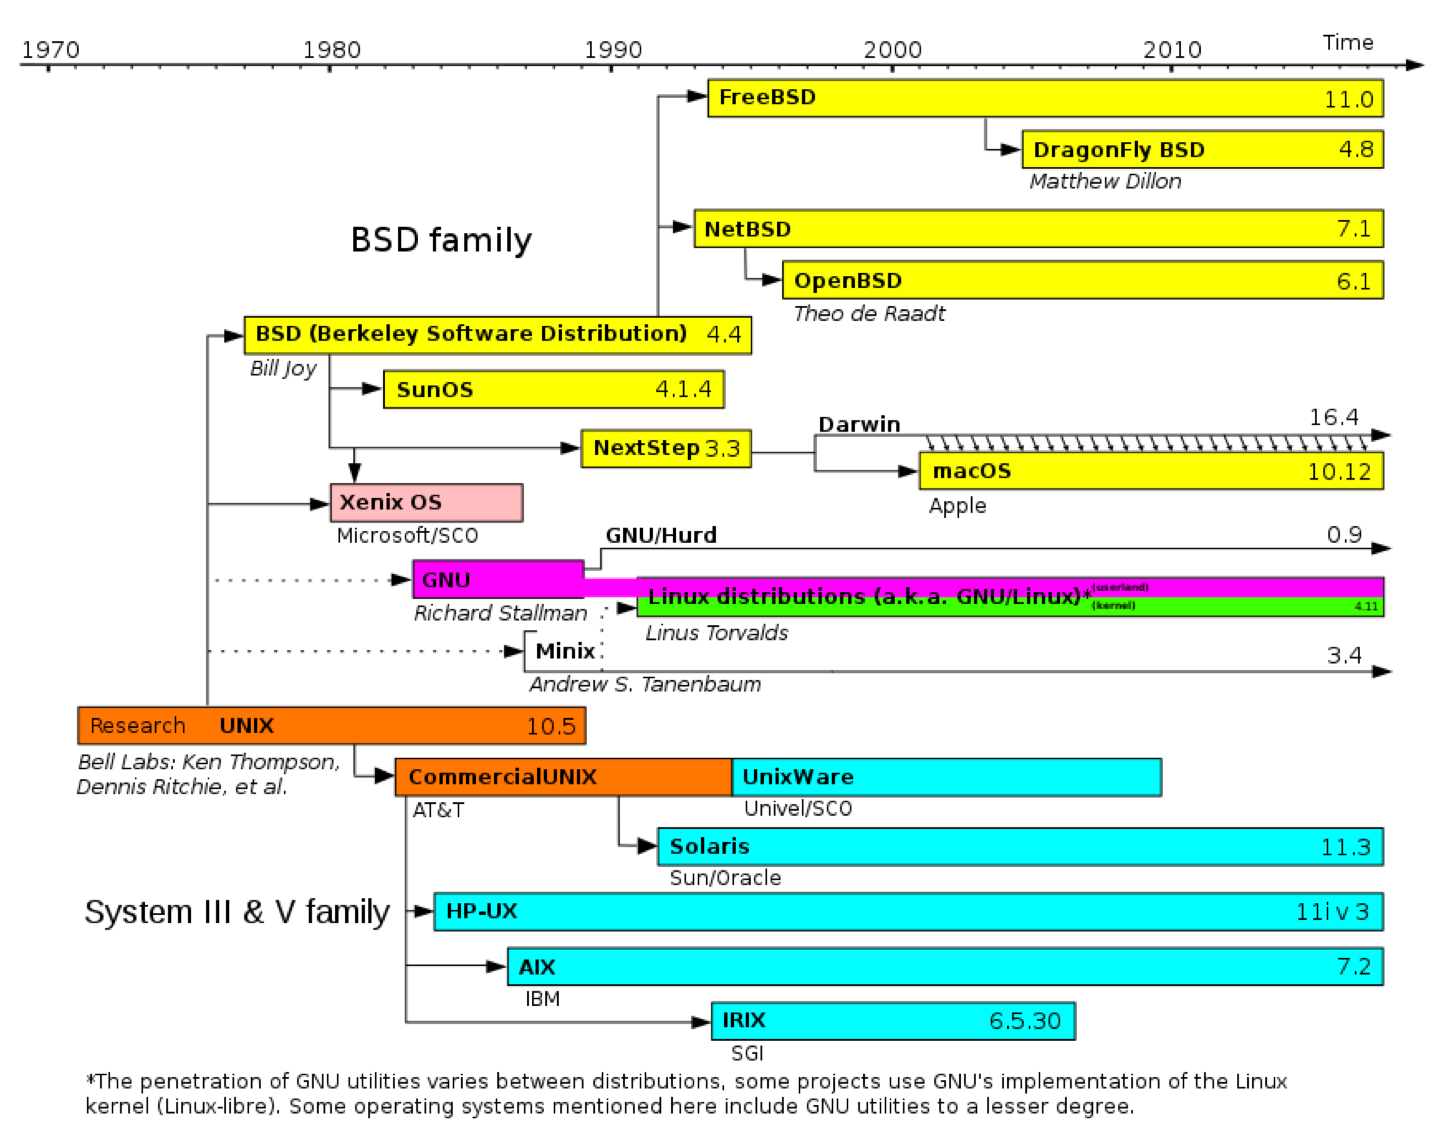 1970 1980 1990 2000 2010 Time
FreeBSD 11.0
DragonFly BSD 4.8
Matthew Dillon
NetBSD 7.1
BSD family
OpenBSD 6.1
Theo de Raadt
BSD (Berkeley Software Distribution) 4.4
Bill Joy
SunOS 4.1.4
Darwin 16.4
NextStep 3.3
macOS 10.12
Apple
Xenix OS
Microsoft/SCO
GNU/Hurd 0.9
GNU
Richard Stallman
Linux distributions (a.k.a. GNU/Linux)*
(userland)
(kernel)
4.11
Linus Torvalds
Minix 3.4
Andrew S. Tanenbaum
Research UNIX 10.5
Bell Labs: Ken Thompson,
Dennis Ritchie, et al.
CommercialUNIX
AT&T
UnixWare
Univel/SCO
Solaris 11.3
Sun/Oracle
System III & V family
HP-UX 11i v 3
AIX 7.2
IBM
IRIX 6.5.30
SGI
*The penetration of GNU utilities varies between distributions, some projects use GNU's implementation of the Linux
kernel (Linux-libre). Some operating systems mentioned here include GNU utilities to a lesser degree.